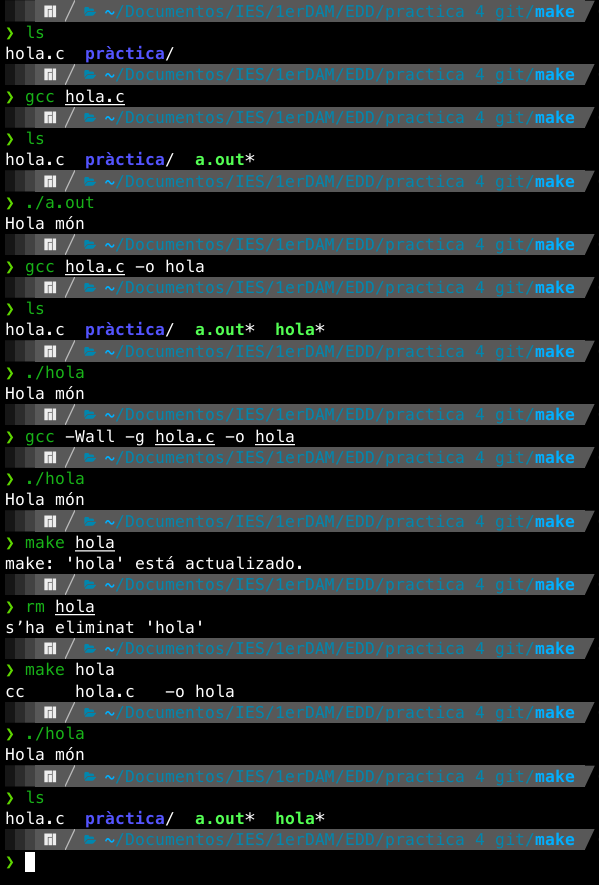 ~/Documentos/IES/1erDAM/EDD/practica 4 git/make
❯ ls
hola.c  pràctica/
~/Documentos/IES/1erDAM/EDD/practica 4 git/make
❯ gcc hola.c
~/Documentos/IES/1erDAM/EDD/practica 4 git/make
❯ ls
hola.c  pràctica/  a.out*
~/Documentos/IES/1erDAM/EDD/practica 4 git/make
❯ ./a.out
Hola món
~/Documentos/IES/1erDAM/EDD/practica 4 git/make
❯ gcc hola.c -o hola
~/Documentos/IES/1erDAM/EDD/practica 4 git/make
❯ ls
hola.c  pràctica/  a.out*  hola*
~/Documentos/IES/1erDAM/EDD/practica 4 git/make
❯ ./hola
Hola món
~/Documentos/IES/1erDAM/EDD/practica 4 git/make
❯ gcc -Wall -g hola.c -o hola
~/Documentos/IES/1erDAM/EDD/practica 4 git/make
❯ ./hola
Hola món
~/Documentos/IES/1erDAM/EDD/practica 4 git/make
❯ make hola
make: 'hola' está actualizado.
~/Documentos/IES/1erDAM/EDD/practica 4 git/make
❯ rm hola
s’ha eliminat 'hola'
~/Documentos/IES/1erDAM/EDD/practica 4 git/make
❯ make hola
cc     hola.c   -o hola
~/Documentos/IES/1erDAM/EDD/practica 4 git/make
❯ ./hola
Hola món
~/Documentos/IES/1erDAM/EDD/practica 4 git/make
❯ ls
hola.c  pràctica/  a.out*  hola*
~/Documentos/IES/1erDAM/EDD/practica 4 git/make
❯